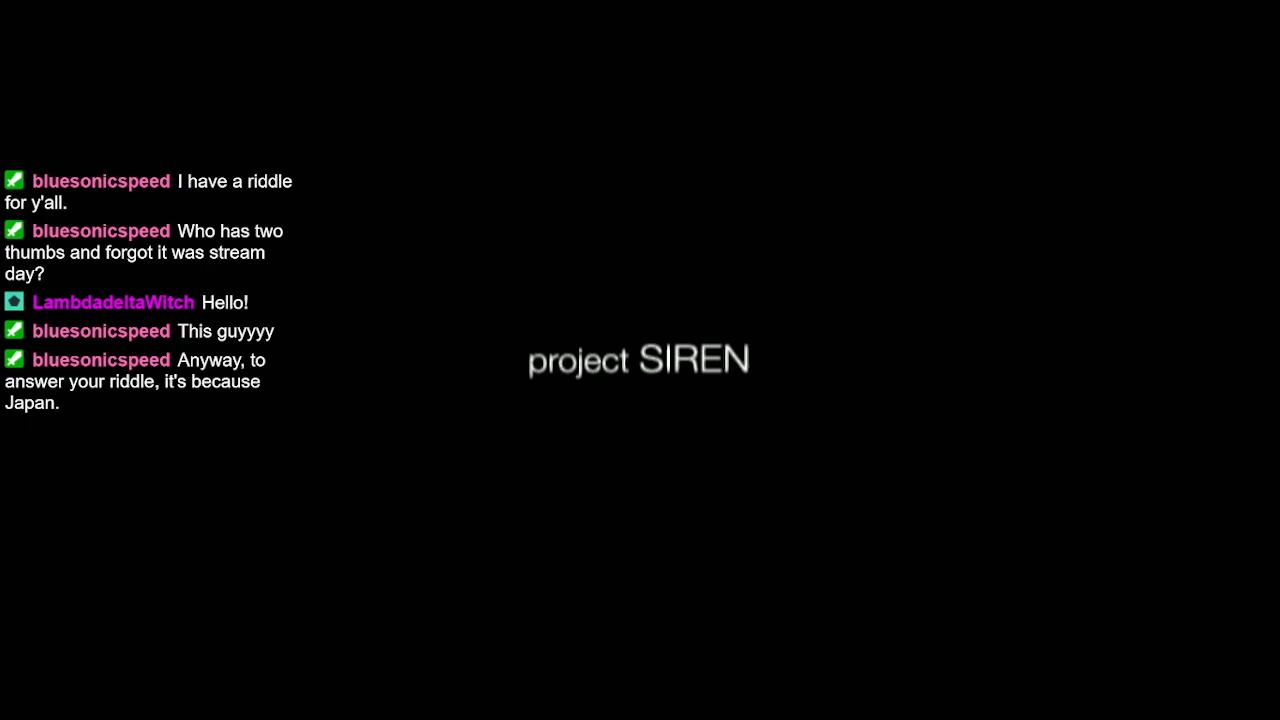 bluesonicspeed I have a riddle
for y'all.
bluesonicspeed Who has two
thumbs and forgot it was stream
day?
LambdadeltaWitch Hello!
bluesonicspeed This guyyyy
bluesonicspeed Anyway, to
answer your riddle, it's because
Japan.
project SIREN